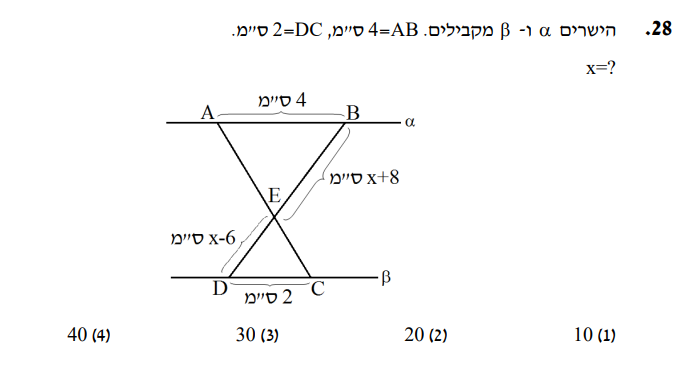 28. הישרים α ו- β מקבילים. AB=4 ס"מ, DC=2 ס"מ.
x=?
4 ס"מ
A B α
x+8 ס"מ
E
x-6 ס"מ
β
D C
2 ס"מ
(1) 10 (2) 20 (3) 30 (4) 40